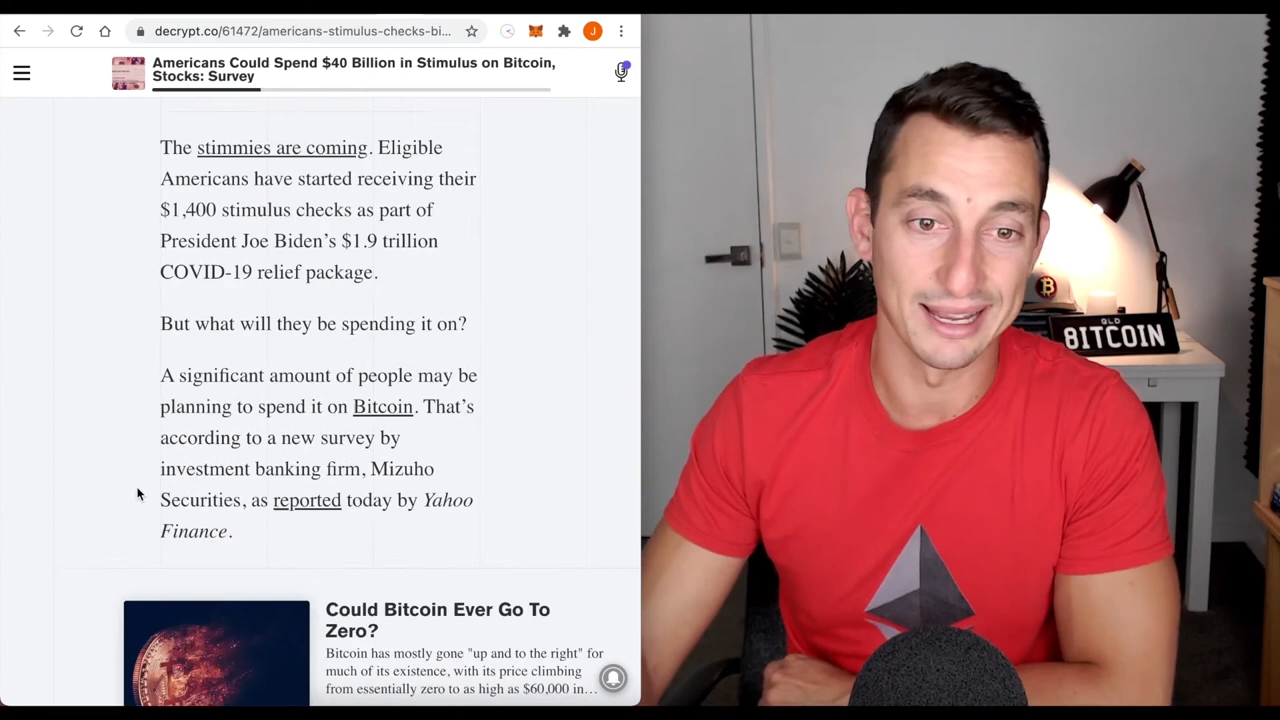 decrypt.co/61472/americans-stimulus-checks-bi...
J
Americans Could Spend $40 Billion in Stimulus on Bitcoin,
Stocks: Survey
The stimmies are coming. Eligible
Americans have started receiving their
$1,400 stimulus checks as part of
President Joe Biden’s $1.9 trillion
COVID-19 relief package.
But what will they be spending it on?
A significant amount of people may be
planning to spend it on Bitcoin. That’s
according to a new survey by
investment banking firm, Mizuho
Securities, as reported today by Yahoo
Finance.
Could Bitcoin Ever Go To
Zero?
Bitcoin has mostly gone "up and to the right" for
much of its existence, with its price climbing
from essentially zero to as high as $60,000 in...
QLD
BITCOIN